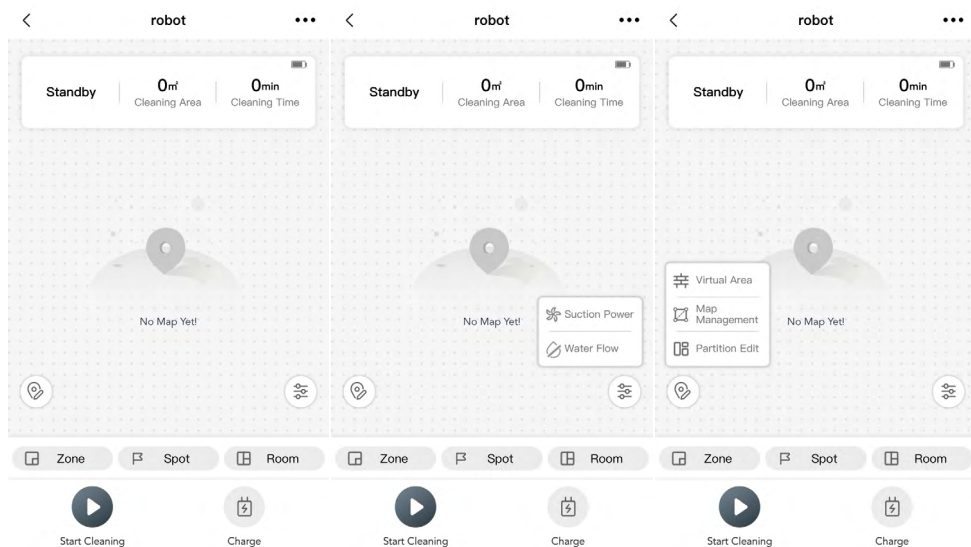 robot
Standby
0㎡
Cleaning Area
0min
Cleaning Time
No Map Yet!
Zone
Spot
Room
Start Cleaning
Charge
robot
Standby
0㎡
Cleaning Area
0min
Cleaning Time
No Map Yet!
Suction Power
Water Flow
Zone
Spot
Room
Start Cleaning
Charge
robot
Standby
0㎡
Cleaning Area
0min
Cleaning Time
Virtual Area
Map
Management
Partition Edit
No Map Yet!
Zone
Spot
Room
Start Cleaning
Charge